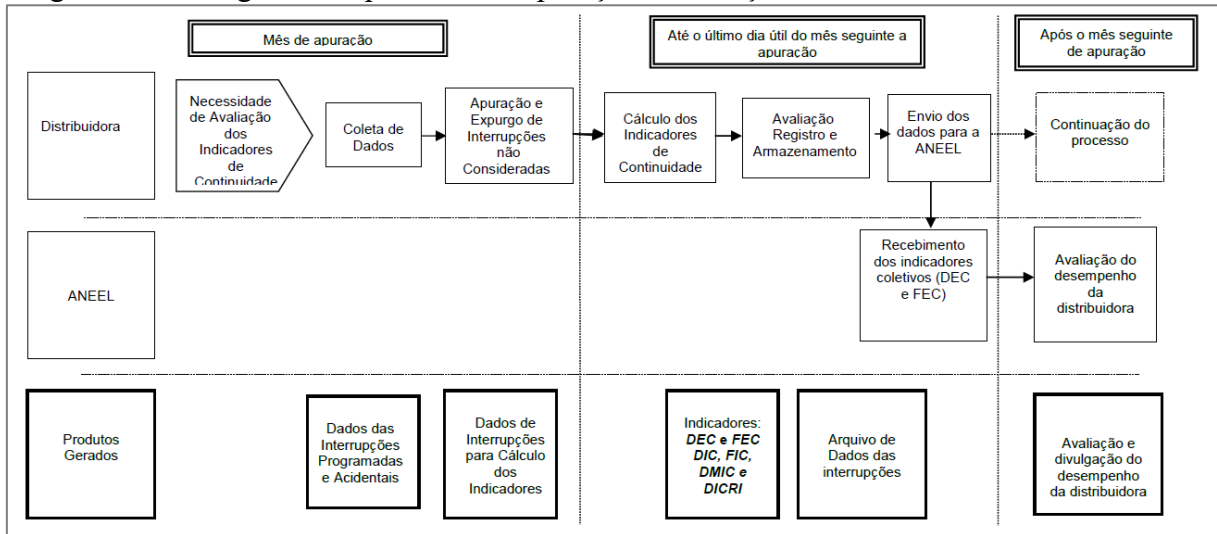 Mês de apuração
Até o último dia útil do mês seguinte a
apuração
Após o mês seguinte
de apuração
Distribuidora
Necessidade
de Avaliação
dos
Indicadores
de
Continuidade
Coleta de
Dados
Apuração e
Expurgo de
Interrupções
não
Consideradas
Cálculo dos
Indicadores
de
Continuidade
Avaliação
Registro e
Armazenamento
Envio dos
dados para a
ANEEL
Continuação do
processo
ANEEL
Recebimento
dos indicadores
coletivos (DEC
e FEC)
Avaliação do
desempenho
da
distribuidora
Produtos
Gerados
Dados das
Interrupções
Programadas
e Acidentais
Dados de
Interrupções
para Cálculo
dos
Indicadores
Indicadores:
DEC e FEC
DIC, FIC,
DMIC e
DICRI
Arquivo de
Dados das
interrupções
Avaliação e
divulgação do
desempenho
da distribuidora